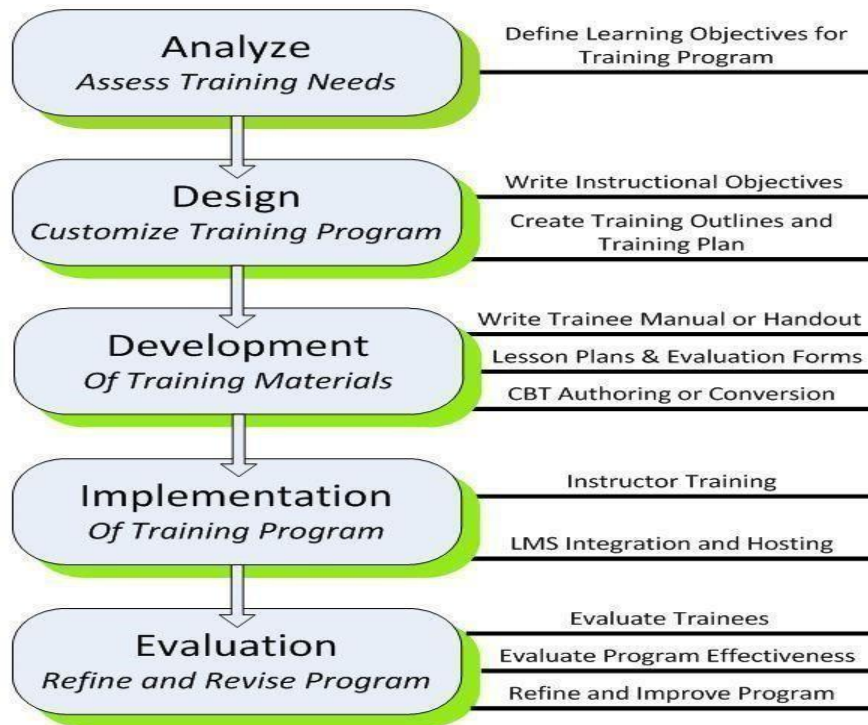 Analyze
Assess Training Needs
Define Learning Objectives for
Training Program
Design
Customize Training Program
Write Instructional Objectives
Create Training Outlines and
Training Plan
Development
Of Training Materials
Write Trainee Manual or Handout
Lesson Plans & Evaluation Forms
CBT Authoring or Conversion
Implementation
Of Training Program
Instructor Training
LMS Integration and Hosting
Evaluation
Refine and Revise Program
Evaluate Trainees
Evaluate Program Effectiveness
Refine and Improve Program